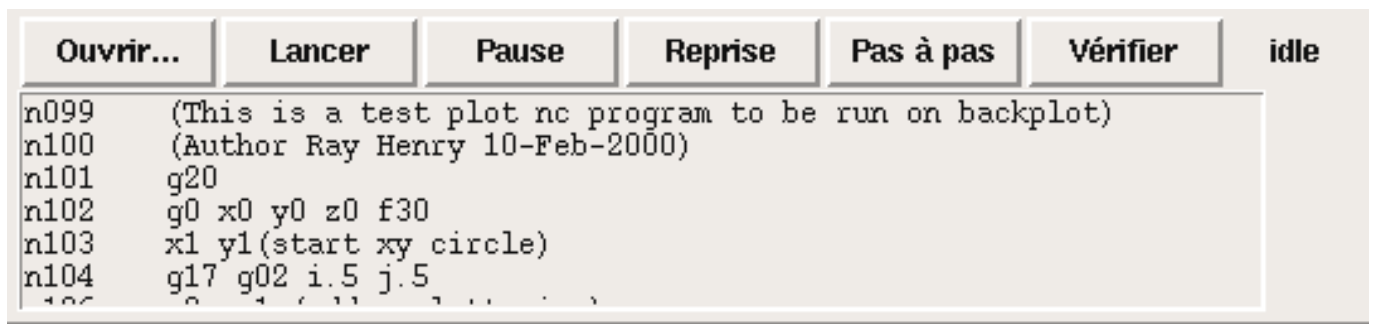 Ouvrir... Lancer Pause Reprise Pas à pas Vérifier idle
n099 (This is a test plot nc program to be run on backplot)
n100 (Author Ray Henry 10-Feb-2000)
n101 g20
n102 g0 x0 y0 z0 f30
n103 x1 y1(start xy circle)
n104 g17 g02 i.5 j.5